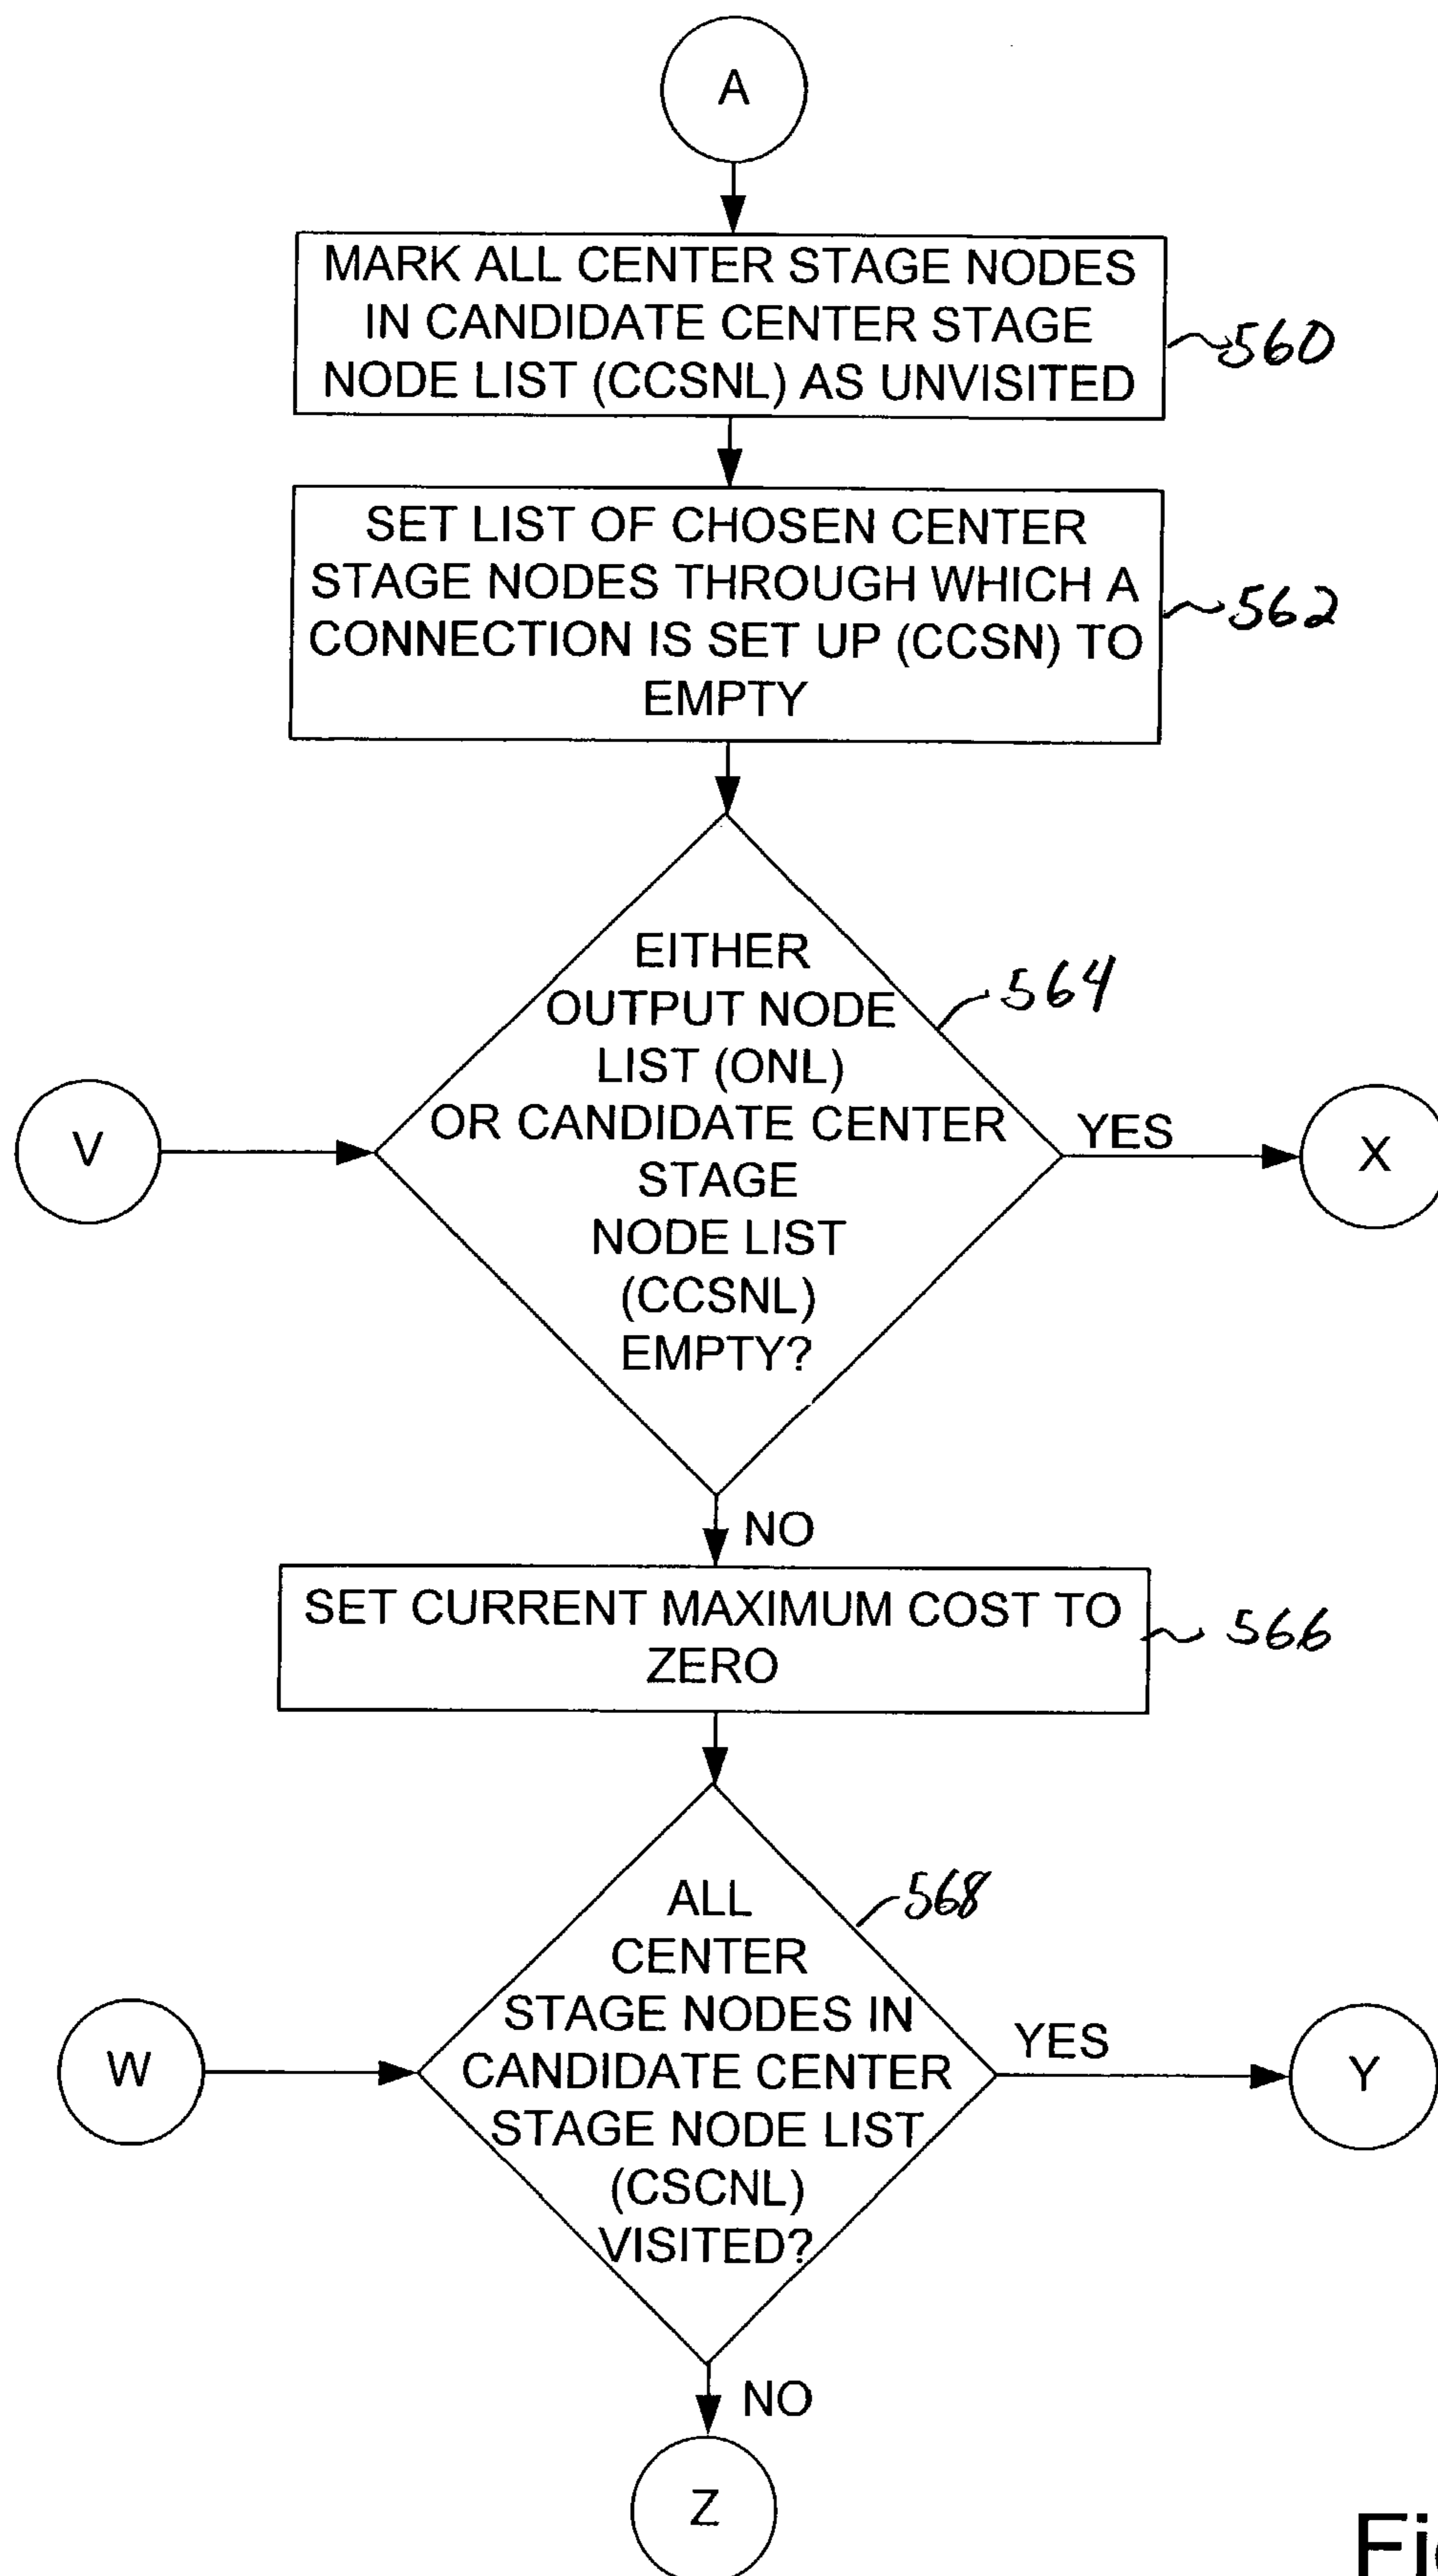 A
MARK ALL CENTER STAGE NODES
IN CANDIDATE CENTER STAGE
NODE LIST (CCSNL) AS UNVISITED
560
SET LIST OF CHOSEN CENTER
STAGE NODES THROUGH WHICH A
CONNECTION IS SET UP (CCSN) TO
EMPTY
562
EITHER
OUTPUT NODE
LIST (ONL)
OR CANDIDATE CENTER
STAGE
NODE LIST
(CCSNL)
EMPTY?
564
V
YES
X
NO
SET CURRENT MAXIMUM COST TO
ZERO
566
ALL
CENTER
STAGE NODES IN
CANDIDATE CENTER
STAGE NODE LIST
(CSCNL)
VISITED?
568
W
YES
Y
NO
Z